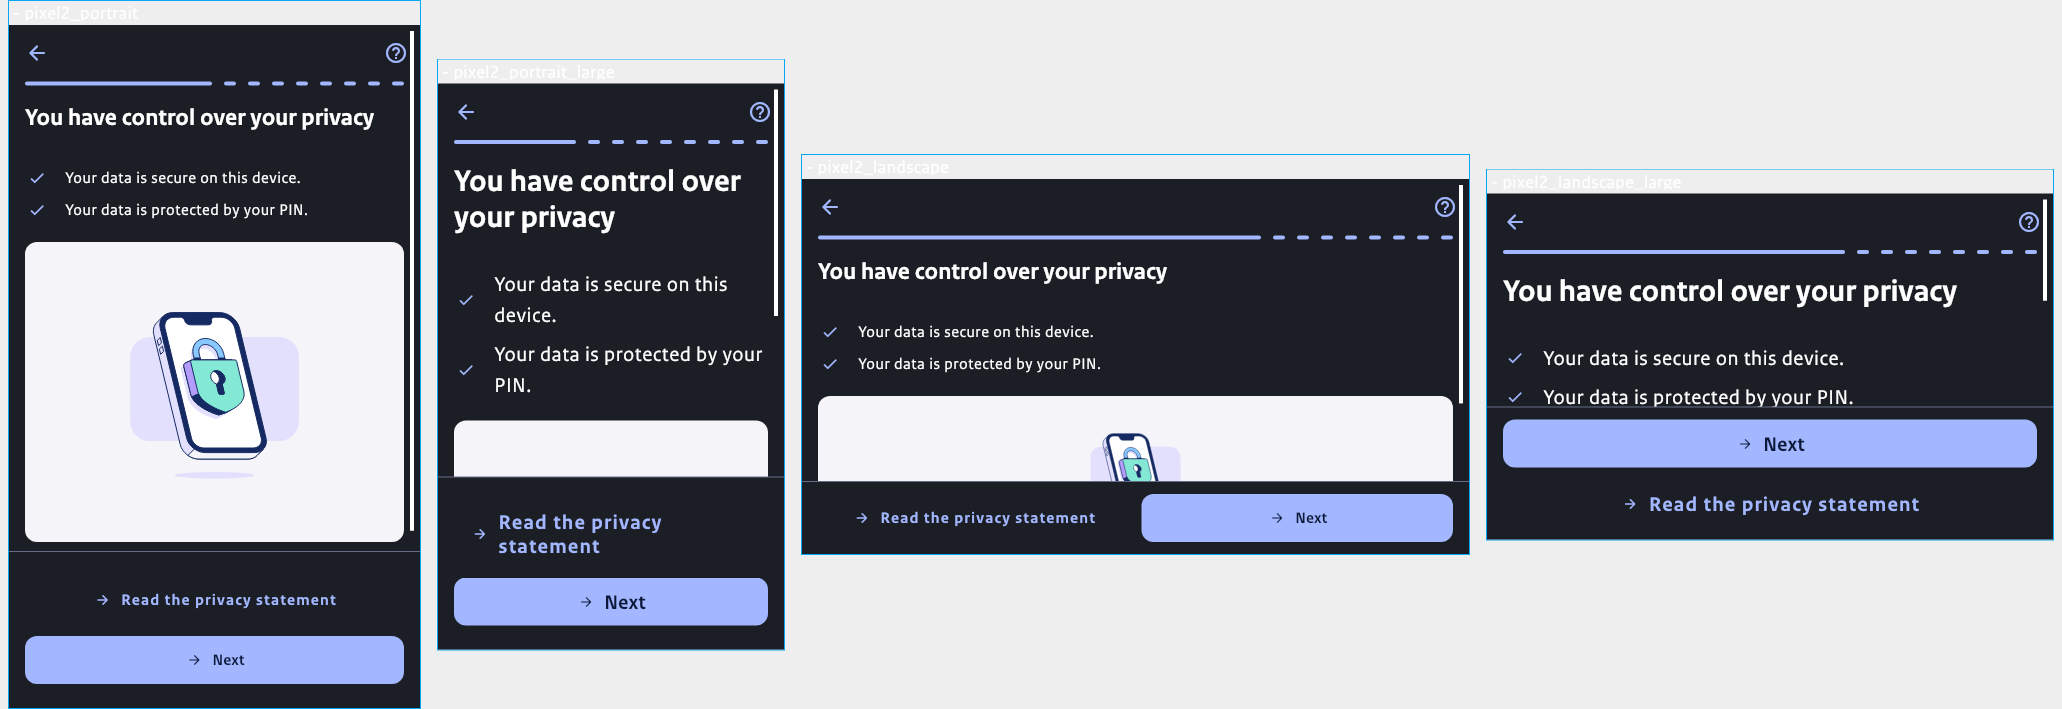 - pixel2_portrait
You have control over your privacy
Your data is secure on this device.
Your data is protected by your PIN.
Read the privacy statement
Next
- pixel2_portrait_large
You have control over
your privacy
Your data is secure on this
device.
Your data is protected by your
PIN.
Read the privacy
statement
Next
- pixel2_landscape
You have control over your privacy
Your data is secure on this device.
Your data is protected by your PIN.
Read the privacy statement
Next
- pixel2_landscape_large
You have control over your privacy
Your data is secure on this device.
Your data is protected by your PIN.
Next
Read the privacy statement